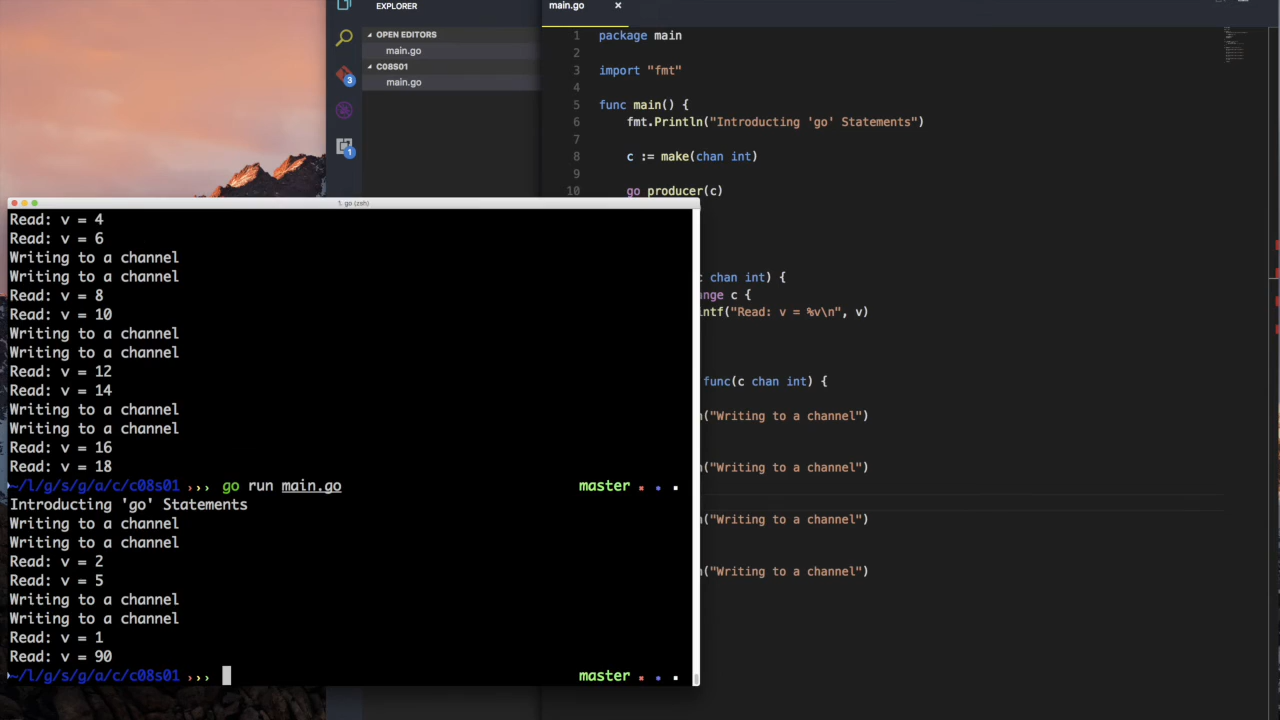 EXPLORER
OPEN EDITORS
main.go
C08S01
main.go
3
1
main.go ×
1 package main
2
3 import "fmt"
4
5 func main() {
6 fmt.Println("Introducing 'go' Statements")
7
8 c := make(chan int)
9
10 go producer(c)
c chan int) {
nge c {
ntf("Read: v = %v\n", v)
func(c chan int) {
n("Writing to a channel")
n("Writing to a channel")
n("Writing to a channel")
n("Writing to a channel")
1. go (zsh)
Read: v = 4
Read: v = 6
Writing to a channel
Writing to a channel
Read: v = 8
Read: v = 10
Writing to a channel
Writing to a channel
Read: v = 12
Read: v = 14
Writing to a channel
Writing to a channel
Read: v = 16
Read: v = 18
~/l/g/s/g/a/c/c08s01 ››› go run main.go master
Introducing 'go' Statements
Writing to a channel
Writing to a channel
Read: v = 2
Read: v = 5
Writing to a channel
Writing to a channel
Read: v = 1
Read: v = 90
~/l/g/s/g/a/c/c08s01 ››› master